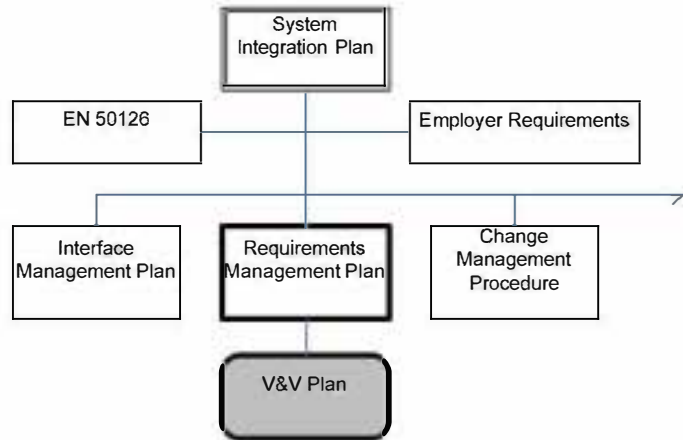 System
Integration Plan
EN 50126
Employer Requirements
Interface
Management Plan
Requirements
Management Plan
Change
Management
Procedure
V&V Plan